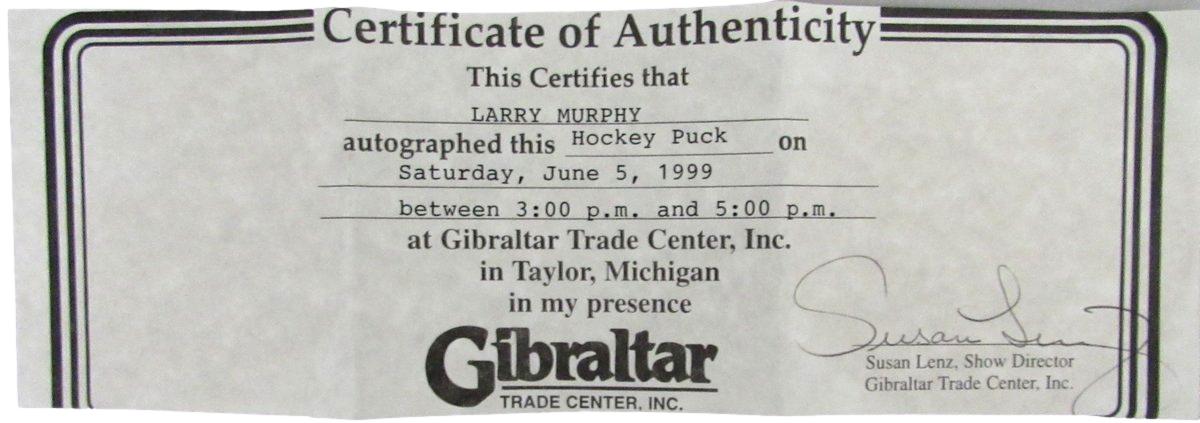 Certificate of Authenticity
This Certifies that
LARRY MURPHY
autographed this Hockey Puck on
Saturday, June 5, 1999
between 3:00 p.m. and 5:00 p.m.
at Gibraltar Trade Center, Inc.
in Taylor, Michigan
in my presence
Susan Lenz
Susan Lenz, Show Director
Gibraltar Trade Center, Inc.
Gibraltar
TRADE CENTER, INC.